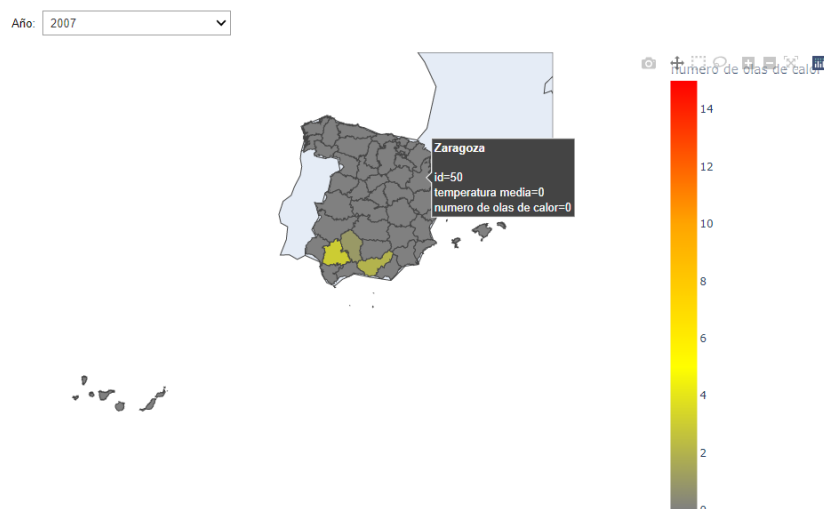 Año: 2007
numero de olas de calor
Zaragoza
id=50
temperatura media=0
numero de olas de calor=0
14
12
10
8
6
4
2
0